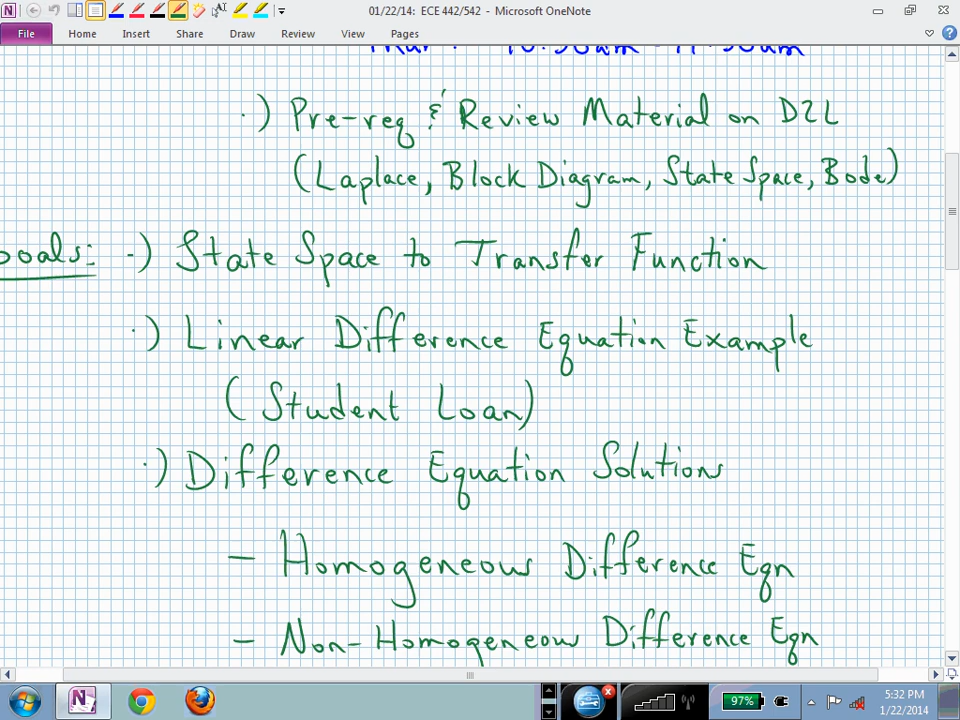 01/22/14: ECE 442/542 - Microsoft OneNote
File Home Insert Share Draw Review View Pages
.) Pre-req & Review Material on D2L
(Laplace, Block Diagram, State Space, Bode)
oals: .) State Space to Transfer Function
.) Linear Difference Equation Example
(Student Loan)
.) Difference Equation Solutions
- Homogeneous Difference Eqn
- Non-Homogeneous Difference Eqn
97% 5:32 PM
1/22/2014